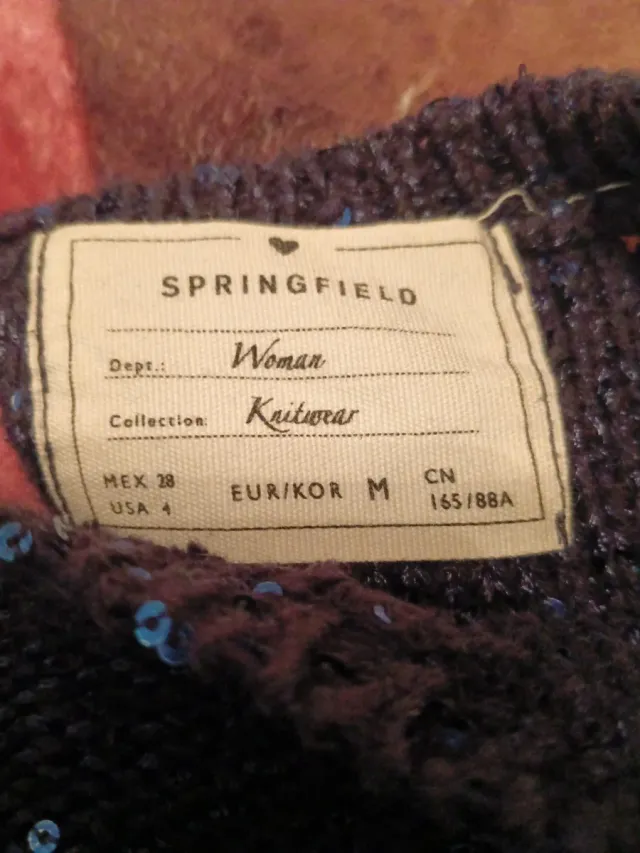 SPRINGFIELD
Dept.: Woman
Collection: Knitwear
MEX 28
USA 4
EUR/KOR M
CN
165/88A